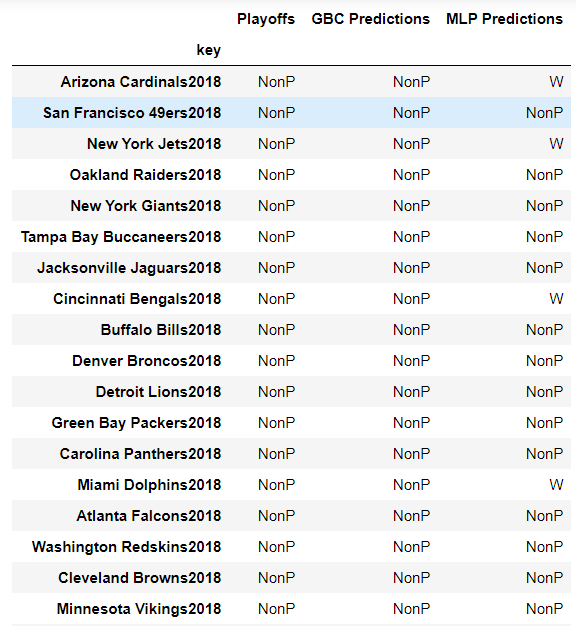 Playoffs GBC Predictions MLP Predictions
key
Arizona Cardinals2018 NonP NonP W
San Francisco 49ers2018 NonP NonP NonP
New York Jets2018 NonP NonP W
Oakland Raiders2018 NonP NonP NonP
New York Giants2018 NonP NonP NonP
Tampa Bay Buccaneers2018 NonP NonP NonP
Jacksonville Jaguars2018 NonP NonP NonP
Cincinnati Bengals2018 NonP NonP W
Buffalo Bills2018 NonP NonP NonP
Denver Broncos2018 NonP NonP NonP
Detroit Lions2018 NonP NonP NonP
Green Bay Packers2018 NonP NonP NonP
Carolina Panthers2018 NonP NonP NonP
Miami Dolphins2018 NonP NonP W
Atlanta Falcons2018 NonP NonP NonP
Washington Redskins2018 NonP NonP NonP
Cleveland Browns2018 NonP NonP NonP
Minnesota Vikings2018 NonP NonP NonP